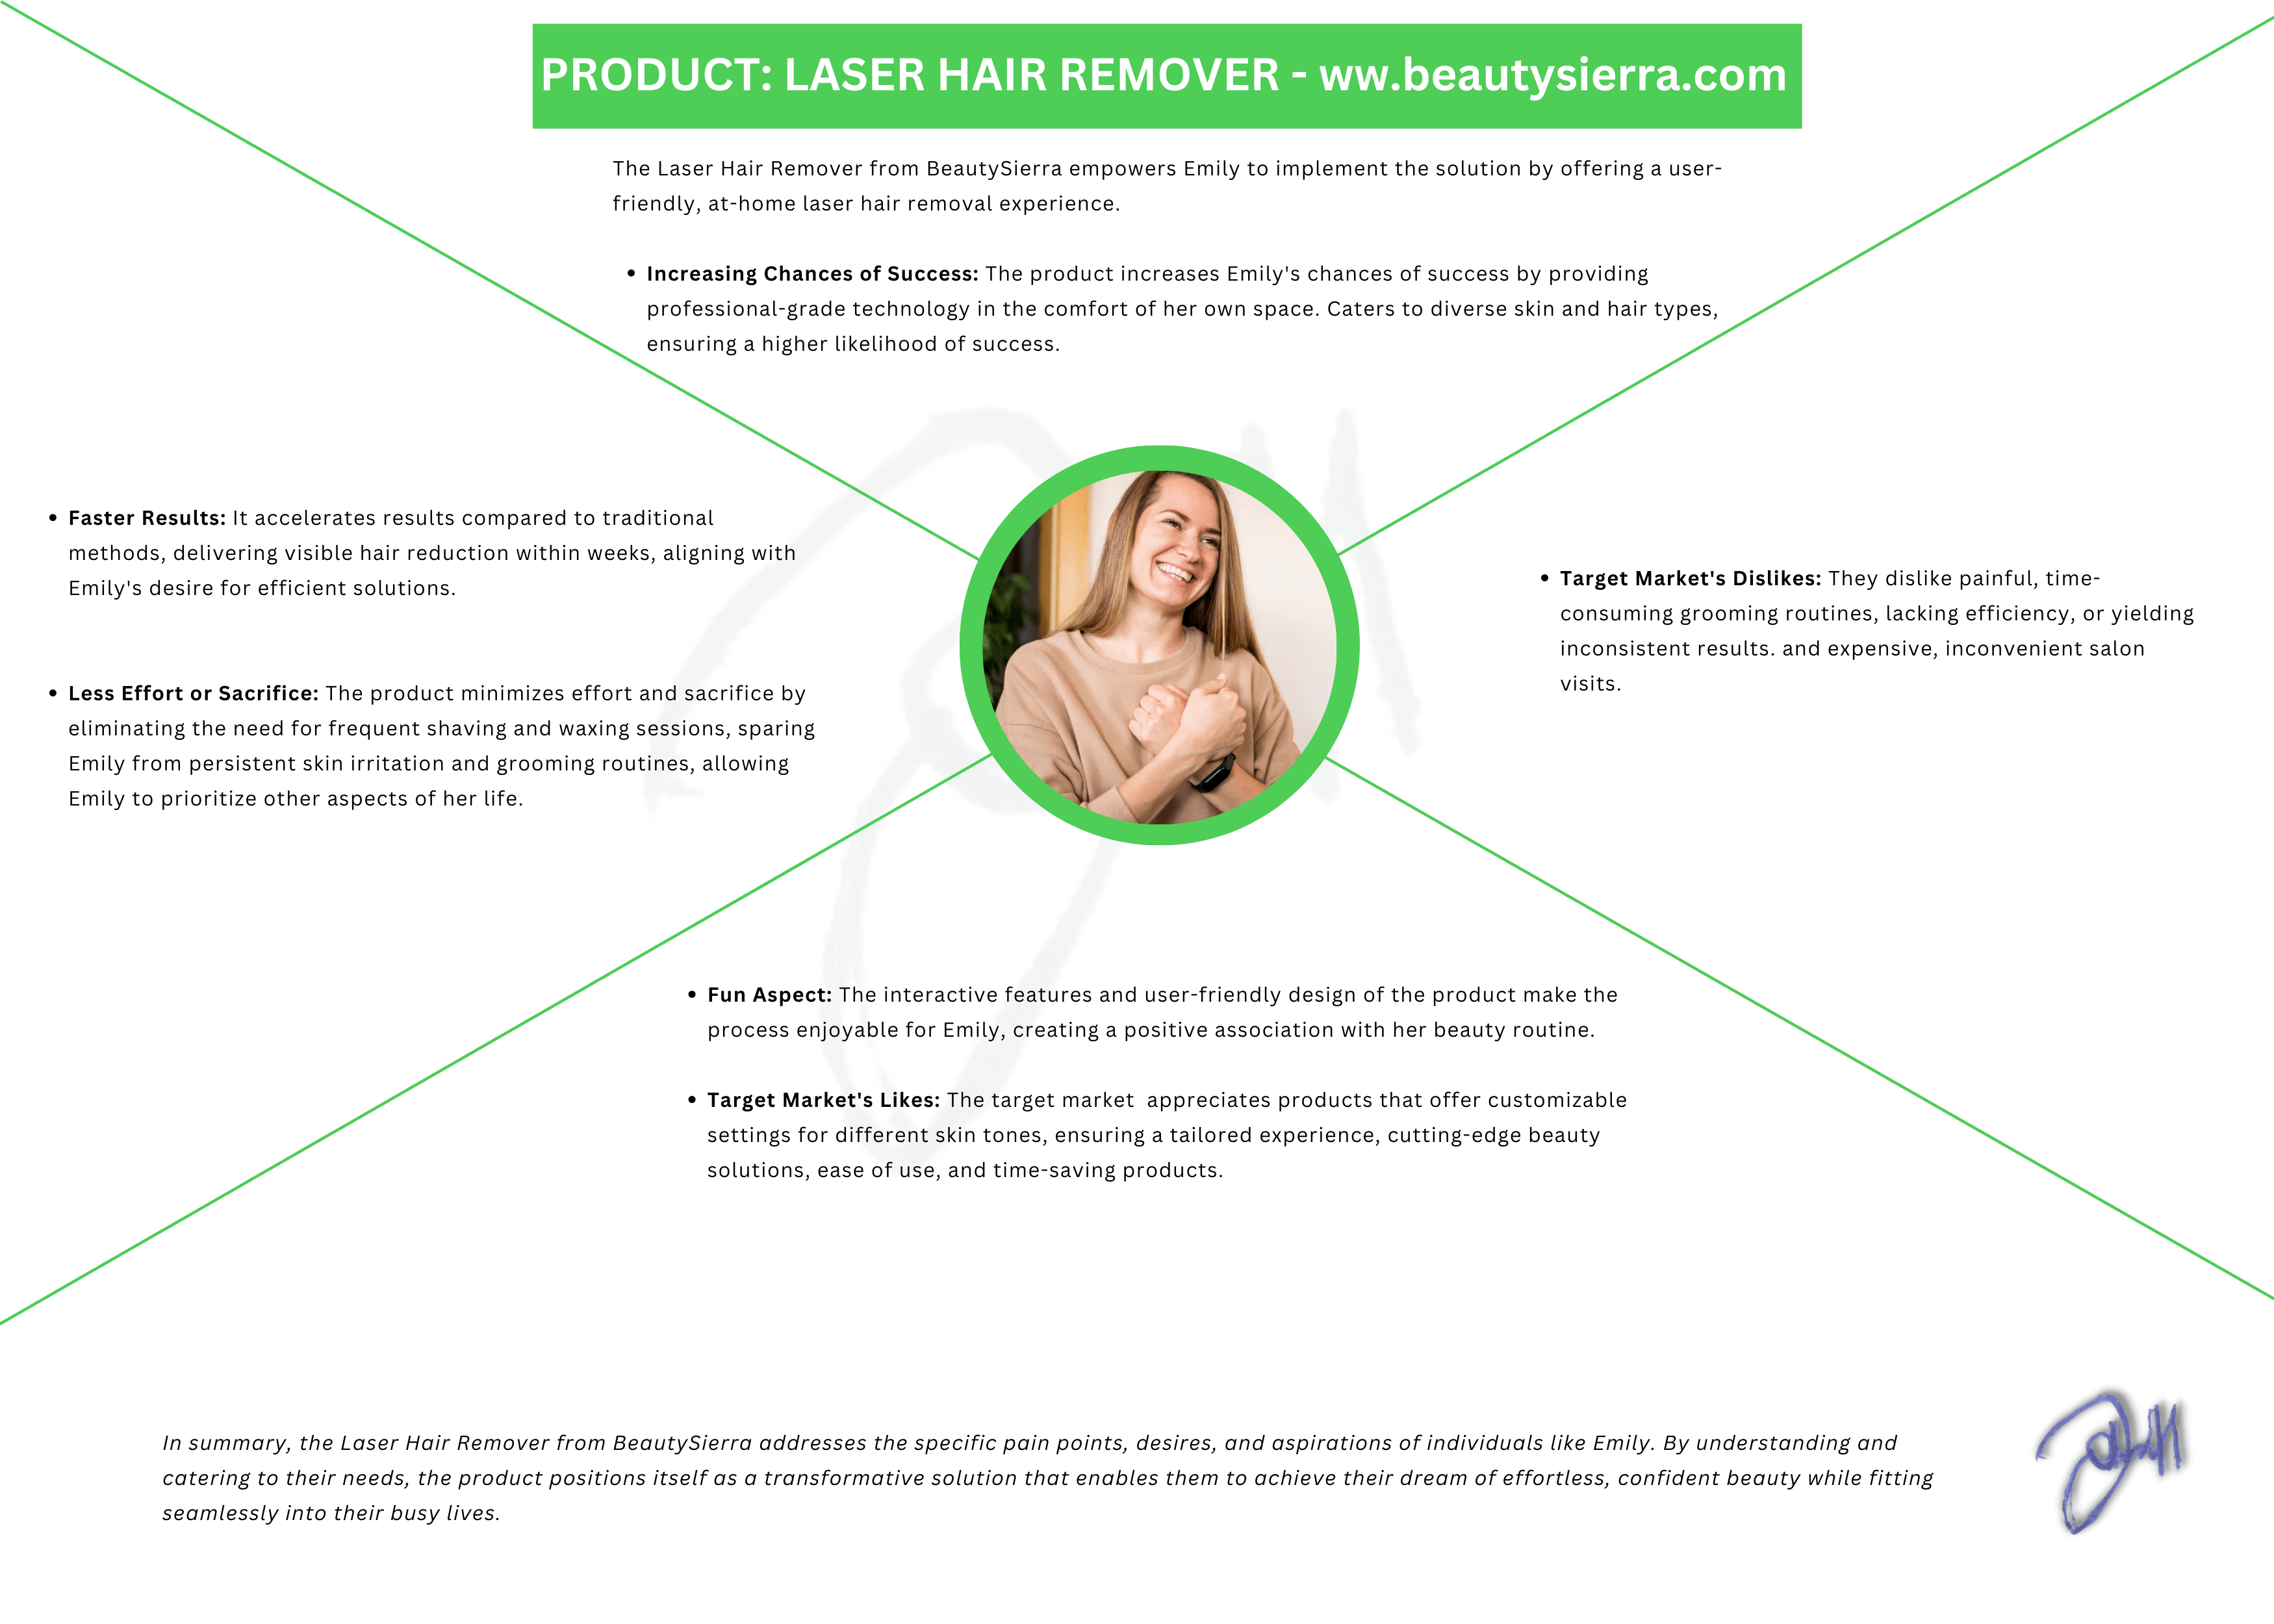 PRODUCT: LASER HAIR REMOVER - ww.beautysierra.com
The Laser Hair Remover from BeautySierra empowers Emily to implement the solution by offering a user-
friendly, at-home laser hair removal experience.
• Increasing Chances of Success: The product increases Emily's chances of success by providing
professional-grade technology in the comfort of her own space. Caters to diverse skin and hair types,
ensuring a higher likelihood of success.
• Faster Results: It accelerates results compared to traditional
methods, delivering visible hair reduction within weeks, aligning with
Emily's desire for efficient solutions.
• Less Effort or Sacrifice: The product minimizes effort and sacrifice by
eliminating the need for frequent shaving and waxing sessions, sparing
Emily from persistent skin irritation and grooming routines, allowing
Emily to prioritize other aspects of her life.
• Target Market's Dislikes: They dislike painful, time-
consuming grooming routines, lacking efficiency, or yielding
inconsistent results. and expensive, inconvenient salon
visits.
• Fun Aspect: The interactive features and user-friendly design of the product make the
process enjoyable for Emily, creating a positive association with her beauty routine.
• Target Market's Likes: The target market  appreciates products that offer customizable
settings for different skin tones, ensuring a tailored experience, cutting-edge beauty
solutions, ease of use, and time-saving products.
In summary, the Laser Hair Remover from BeautySierra addresses the specific pain points, desires, and aspirations of individuals like Emily. By understanding and
catering to their needs, the product positions itself as a transformative solution that enables them to achieve their dream of effortless, confident beauty while fitting
seamlessly into their busy lives.